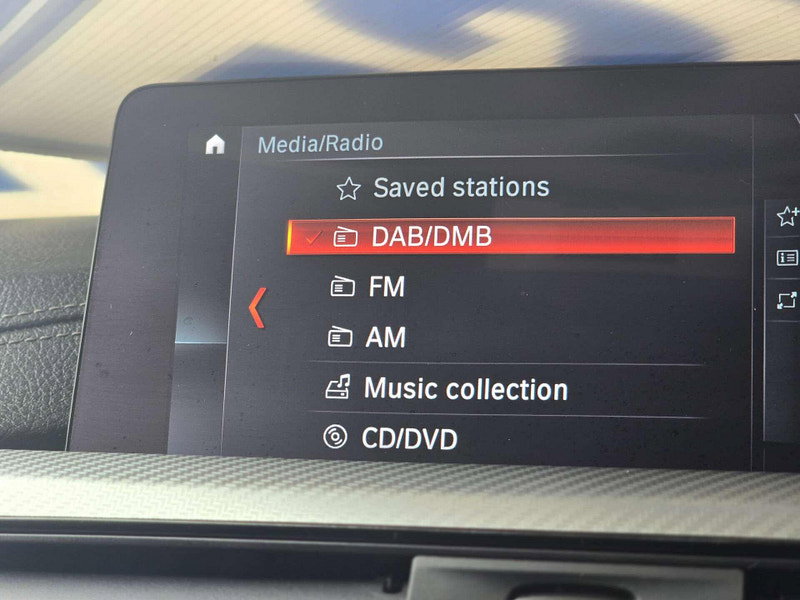 Media/Radio
Saved stations
DAB/DMB
FM
AM
Music collection
CD/DVD